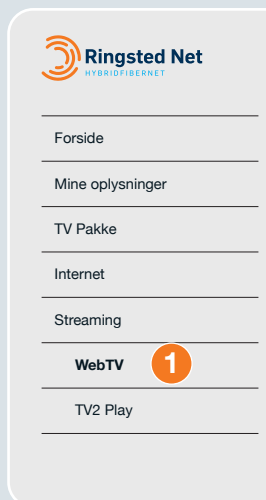 Ringsted Net
HYBRIDFIBERNET
Forside
Mine oplysninger
TV Pakke
Internet
Streaming
WebTV 1
TV2 Play